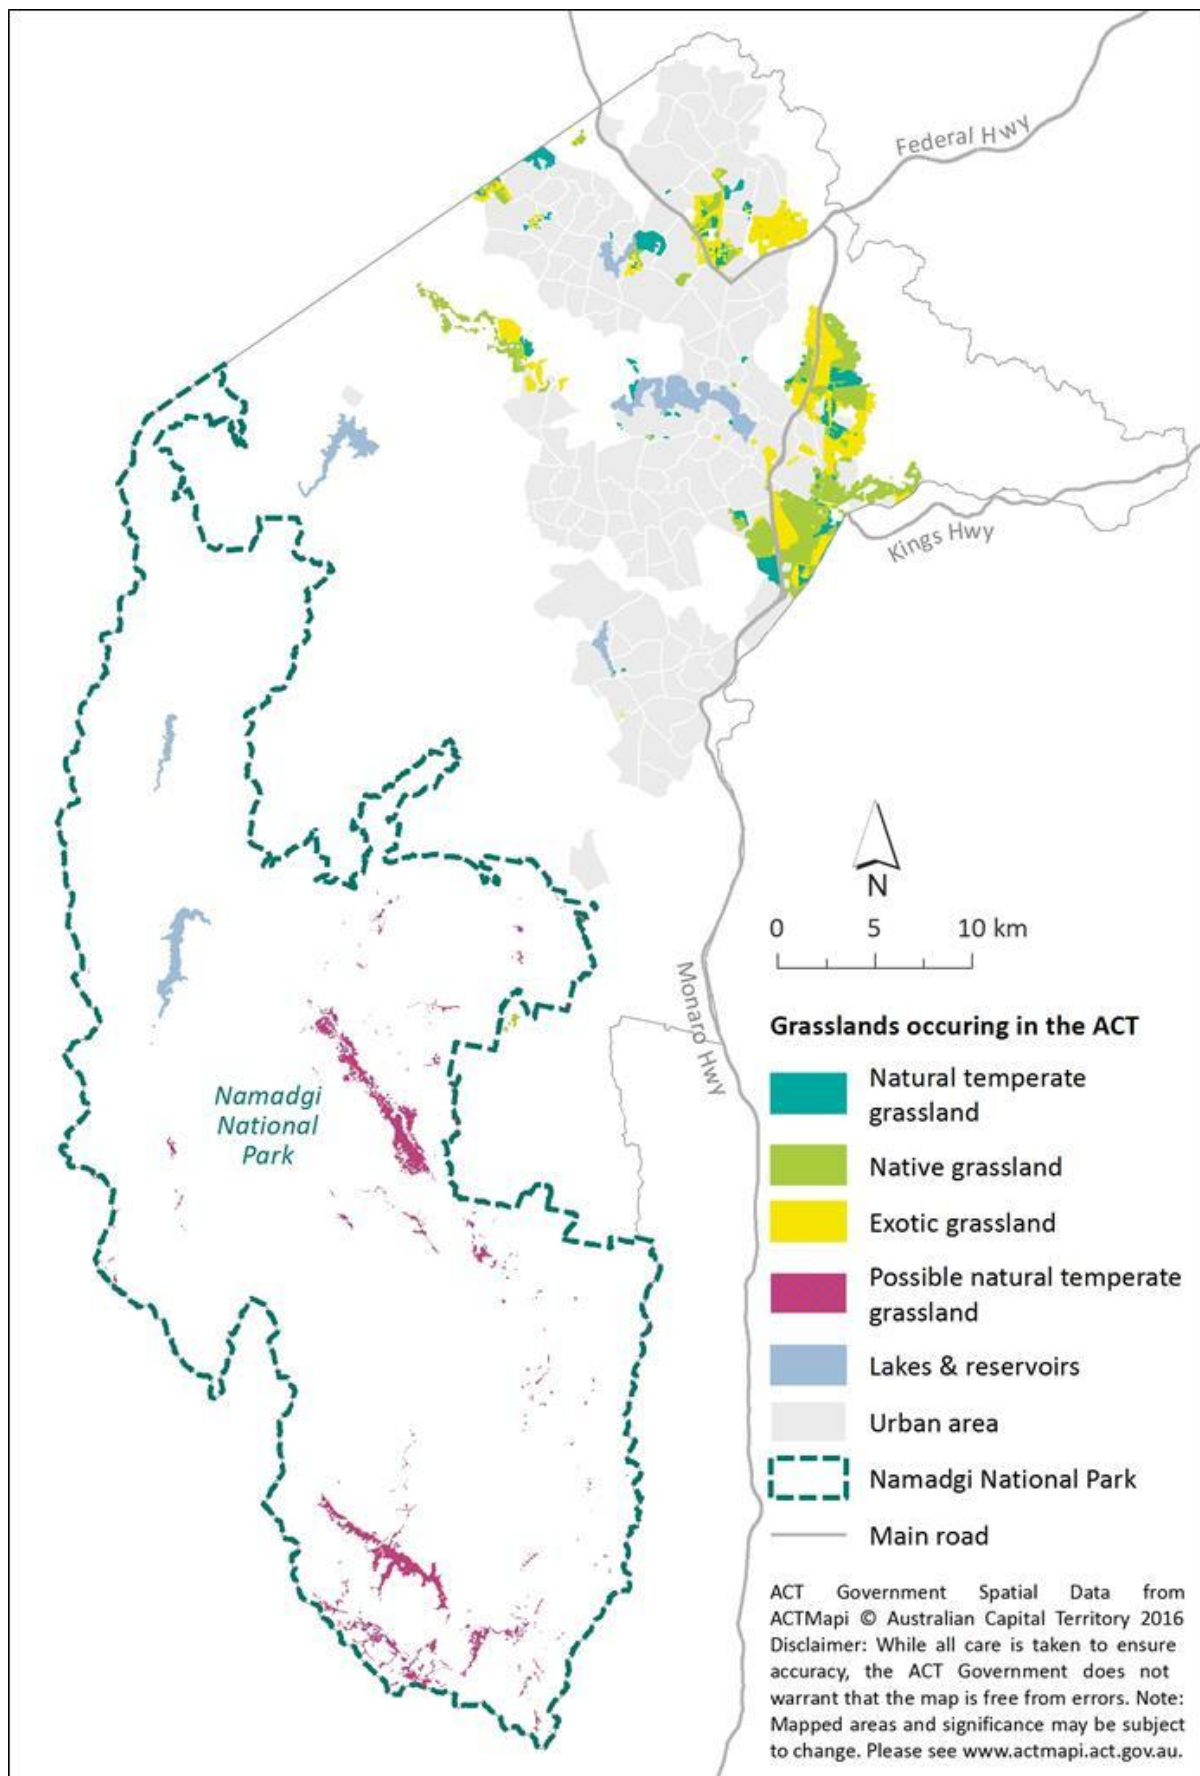 Federal Hwy
Kings Hwy
N
0 5 10 km
Monaro Hwy
Namadgi
National
Park
Grasslands occuring in the ACT
Natural temperate
grassland
Native grassland
Exotic grassland
Possible natural temperate
grassland
Lakes & reservoirs
Urban area
Namadgi National Park
Main road
ACT Government Spatial Data from
ACTMapi © Australian Capital Territory 2016
Disclaimer: While all care is taken to ensure
accuracy, the ACT Government does not
warrant that the map is free from errors. Note:
Mapped areas and significance may be subject
to change. Please see www.actmapi.act.gov.au.